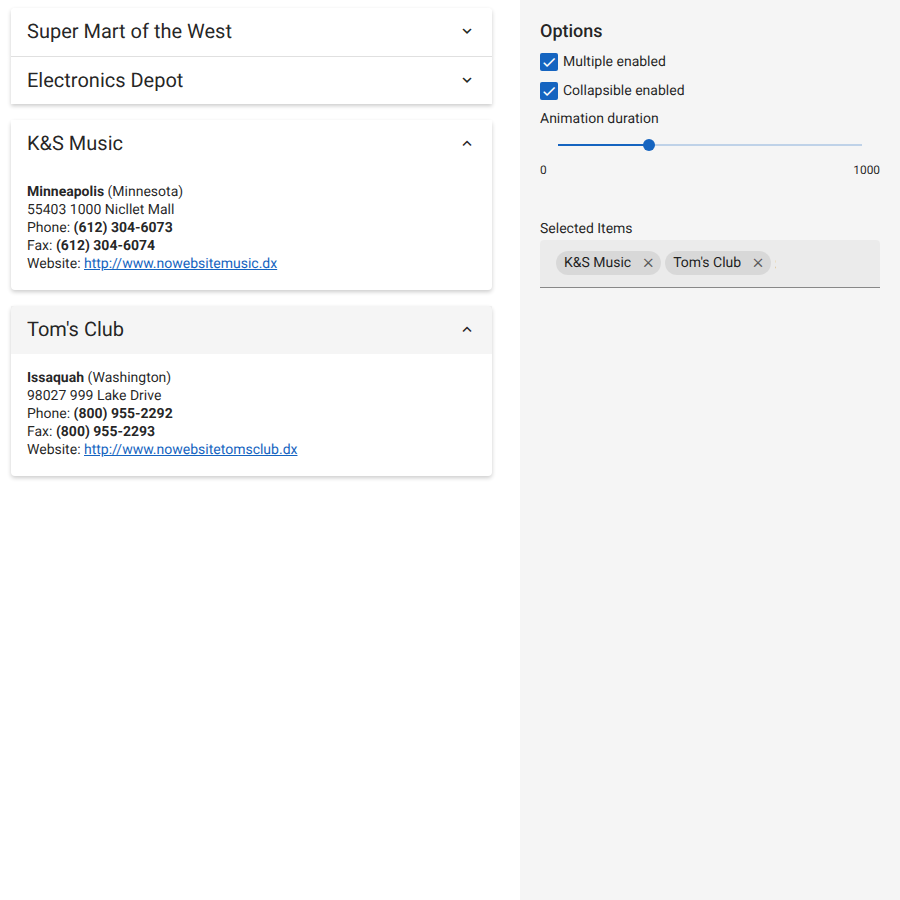 Super Mart of the West
Electronics Depot
K&S Music
Minneapolis (Minnesota)
55403 1000 Nicllet Mall
Phone: (612) 304-6073
Fax: (612) 304-6074
Website: http://www.nowebsitemusic.dx
Tom's Club
Issaquah (Washington)
98027 999 Lake Drive
Phone: (800) 955-2292
Fax: (800) 955-2293
Website: http://www.nowebsitetomsclub.dx
Options
Multiple enabled
Collapsible enabled
Animation duration
0 1000
Selected Items
K&S Music Tom's Club